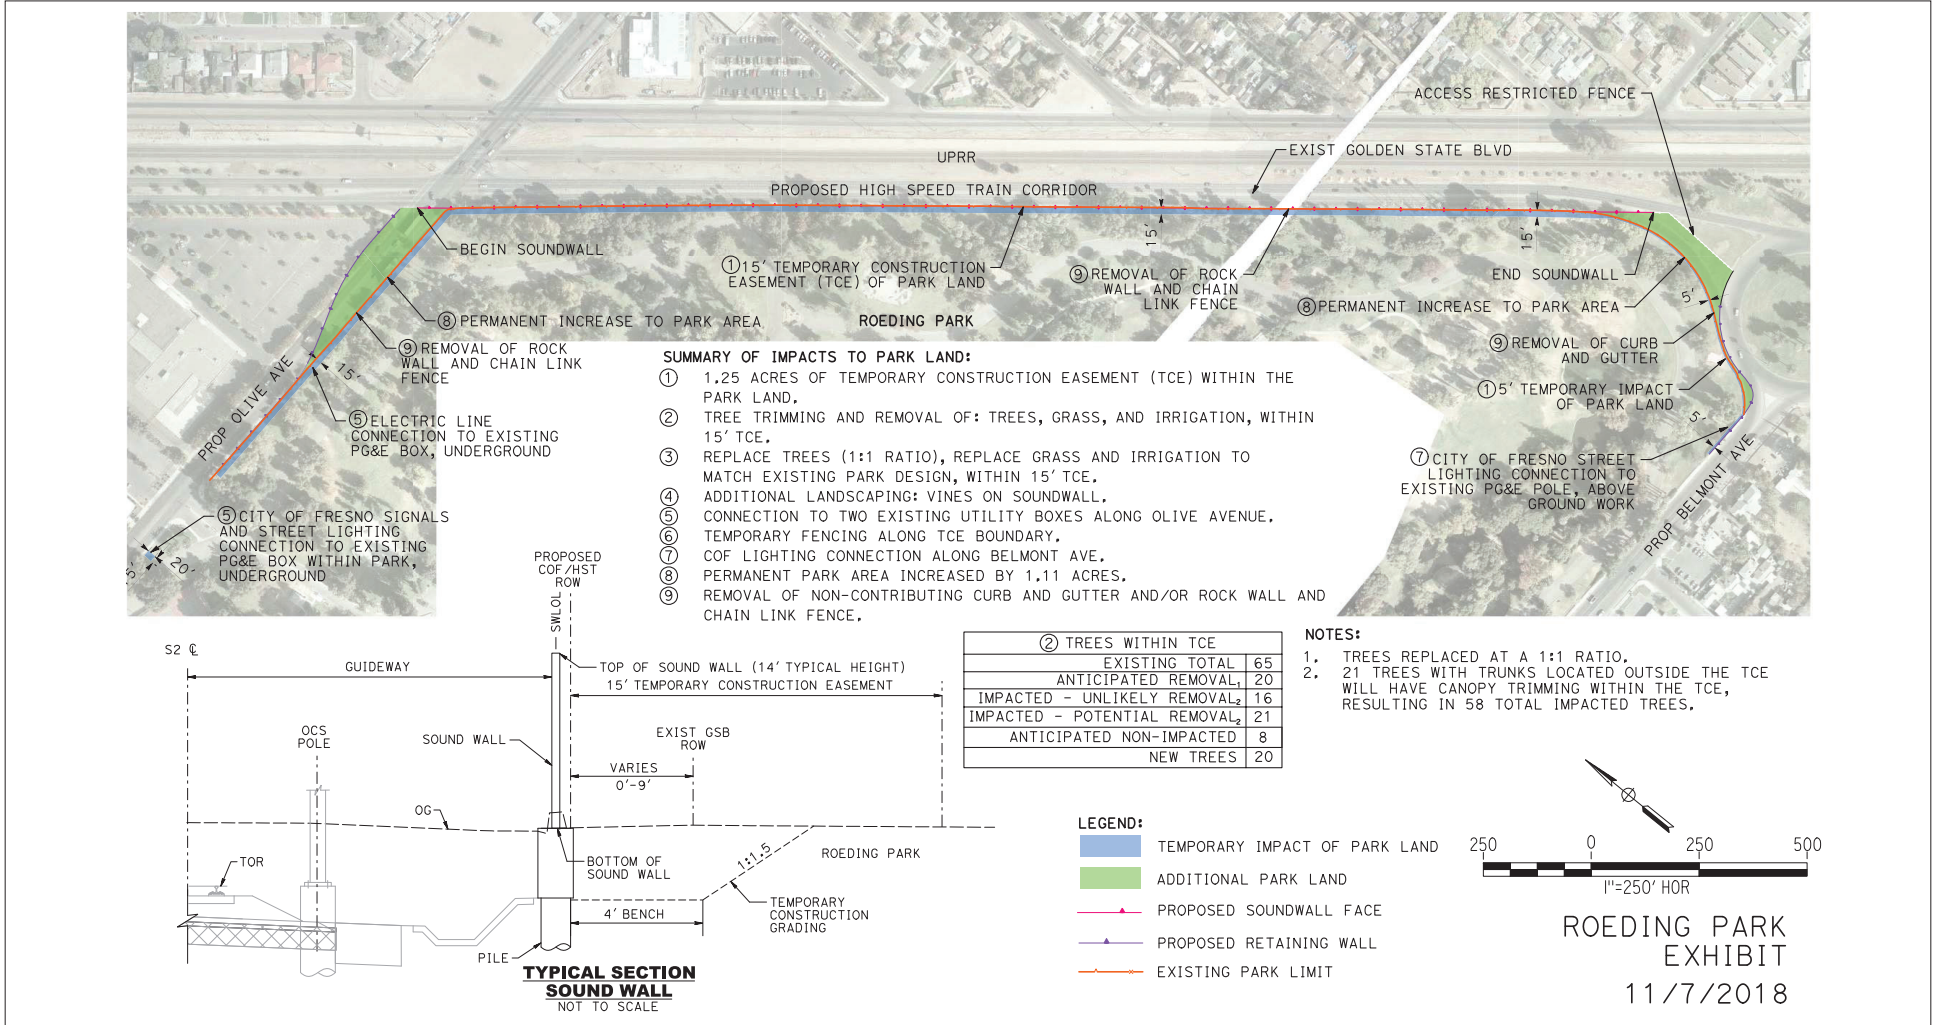 ACCESS RESTRICTED FENCE
EXIST GOLDEN STATE BLVD
UPRR
PROPOSED HIGH SPEED TRAIN CORRIDOR
BEGIN SOUNDWALL
① 15' TEMPORARY CONSTRUCTION
EASEMENT (TCE) OF PARK LAND
15'
⑨ REMOVAL OF ROCK
WALL AND CHAIN
LINK FENCE
15'
END SOUNDWALL
⑧ PERMANENT INCREASE TO PARK AREA
5'
⑧ PERMANENT INCREASE TO PARK AREA
ROEDING PARK
⑨ REMOVAL OF ROCK
WALL AND CHAIN LINK
FENCE
15'
PROP OLIVE AVE
⑤ ELECTRIC LINE
CONNECTION TO EXISTING
PG&E BOX, UNDERGROUND
⑤ CITY OF FRESNO SIGNALS
AND STREET LIGHTING
CONNECTION TO EXISTING
PG&E BOX WITHIN PARK,
UNDERGROUND
20'
⑨ REMOVAL OF CURB
AND GUTTER
① 5' TEMPORARY IMPACT
OF PARK LAND
5'
⑦ CITY OF FRESNO STREET
LIGHTING CONNECTION TO
EXISTING PG&E POLE, ABOVE
GROUND WORK
PROP BELMONT AVE
SUMMARY OF IMPACTS TO PARK LAND:
① 1.25 ACRES OF TEMPORARY CONSTRUCTION EASEMENT (TCE) WITHIN THE
PARK LAND.
② TREE TRIMMING AND REMOVAL OF: TREES, GRASS, AND IRRIGATION, WITHIN
15' TCE.
③ REPLACE TREES (1:1 RATIO), REPLACE GRASS AND IRRIGATION TO
MATCH EXISTING PARK DESIGN, WITHIN 15' TCE.
④ ADDITIONAL LANDSCAPING: VINES ON SOUNDWALL.
⑤ CONNECTION TO TWO EXISTING UTILITY BOXES ALONG OLIVE AVENUE.
⑥ TEMPORARY FENCING ALONG TCE BOUNDARY.
⑦ COF LIGHTING CONNECTION ALONG BELMONT AVE.
⑧ PERMANENT PARK AREA INCREASED BY 1.11 ACRES.
⑨ REMOVAL OF NON-CONTRIBUTING CURB AND GUTTER AND/OR ROCK WALL AND
CHAIN LINK FENCE.
S2 ℄
GUIDEWAY
PROPOSED
COF/HST
ROW
SWLOL
TOP OF SOUND WALL (14' TYPICAL HEIGHT)
15' TEMPORARY CONSTRUCTION EASEMENT
OCS
POLE
SOUND WALL
EXIST GSB
ROW
VARIES
0'-9'
OG
TOR
BOTTOM OF
SOUND WALL
1:1.5
ROEDING PARK
4' BENCH
TEMPORARY
CONSTRUCTION
GRADING
PILE
TYPICAL SECTION
SOUND WALL
NOT TO SCALE
② TREES WITHIN TCE
EXISTING TOTAL 65
ANTICIPATED REMOVAL₁ 20
IMPACTED - UNLIKELY REMOVAL₂ 16
IMPACTED - POTENTIAL REMOVAL₂ 21
ANTICIPATED NON-IMPACTED 8
NEW TREES 20
NOTES:
1. TREES REPLACED AT A 1:1 RATIO.
2. 21 TREES WITH TRUNKS LOCATED OUTSIDE THE TCE
WILL HAVE CANOPY TRIMMING WITHIN THE TCE,
RESULTING IN 58 TOTAL IMPACTED TREES.
LEGEND:
TEMPORARY IMPACT OF PARK LAND
ADDITIONAL PARK LAND
PROPOSED SOUNDWALL FACE
PROPOSED RETAINING WALL
EXISTING PARK LIMIT
250 0 250 500
1"=250' HOR
ROEDING PARK
EXHIBIT
11/7/2018